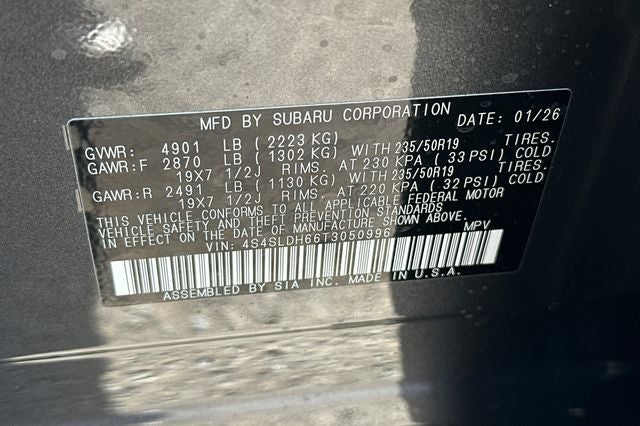 MFD BY SUBARU CORPORATION DATE: 01/26
GVWR: 4901 LB (2223 KG)
GAWR:F 2870 LB (1302 KG) WITH 235/50R19 TIRES,
19X7 1/2J RIMS, AT 230 KPA (33 PSI) COLD
GAWR:R 2491 LB (1130 KG) WITH 235/50R19 TIRES,
19X7 1/2J RIMS, AT 220 KPA (32 PSI) COLD
THIS VEHICLE CONFORMS TO ALL APPLICABLE FEDERAL MOTOR
VEHICLE SAFETY AND THEFT PREVENTION STANDARDS
IN EFFECT ON THE DATE OF MANUFACTURE SHOWN ABOVE.
VIN: 4S4SLDH66T3050996 MPV
ASSEMBLED BY SIA INC. MADE IN U.S.A.